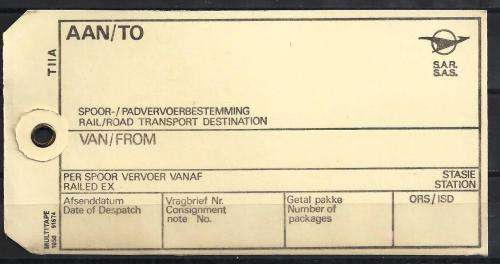 T11A
AAN/TO
S.A.R.
S.A.S.
SPOOR-/PADVERVOERBESTEMMING
RAIL/ROAD TRANSPORT DESTINATION
VAN/FROM
PER SPOOR VERVOER VANAF
RAILED EX
STASIE
STATION
Afsenddatum
Date of Despatch
Vragbrief Nr.
Consignment
note No.
Getal pakke
Number of
packages
ORS/ISD
MULTITAPE